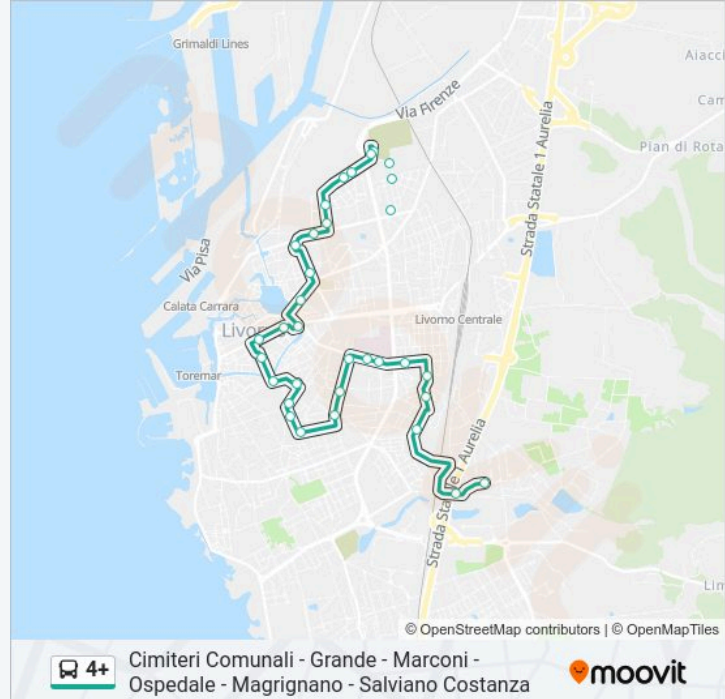 Grimaldi Lines
Via Firenze
Aiacci
Cam
Pian di Rota
Strada Statale 1 Aurelia
Via Pisa
Calata Carrara
Livorno Centrale
Toremar
Strada Statale 1 Aurelia
Lim
© OpenStreetMap contributors | © OpenMapTiles
4+
Cimiteri Comunali - Grande - Marconi -
Ospedale - Magrignano - Salviano Costanza
moovit